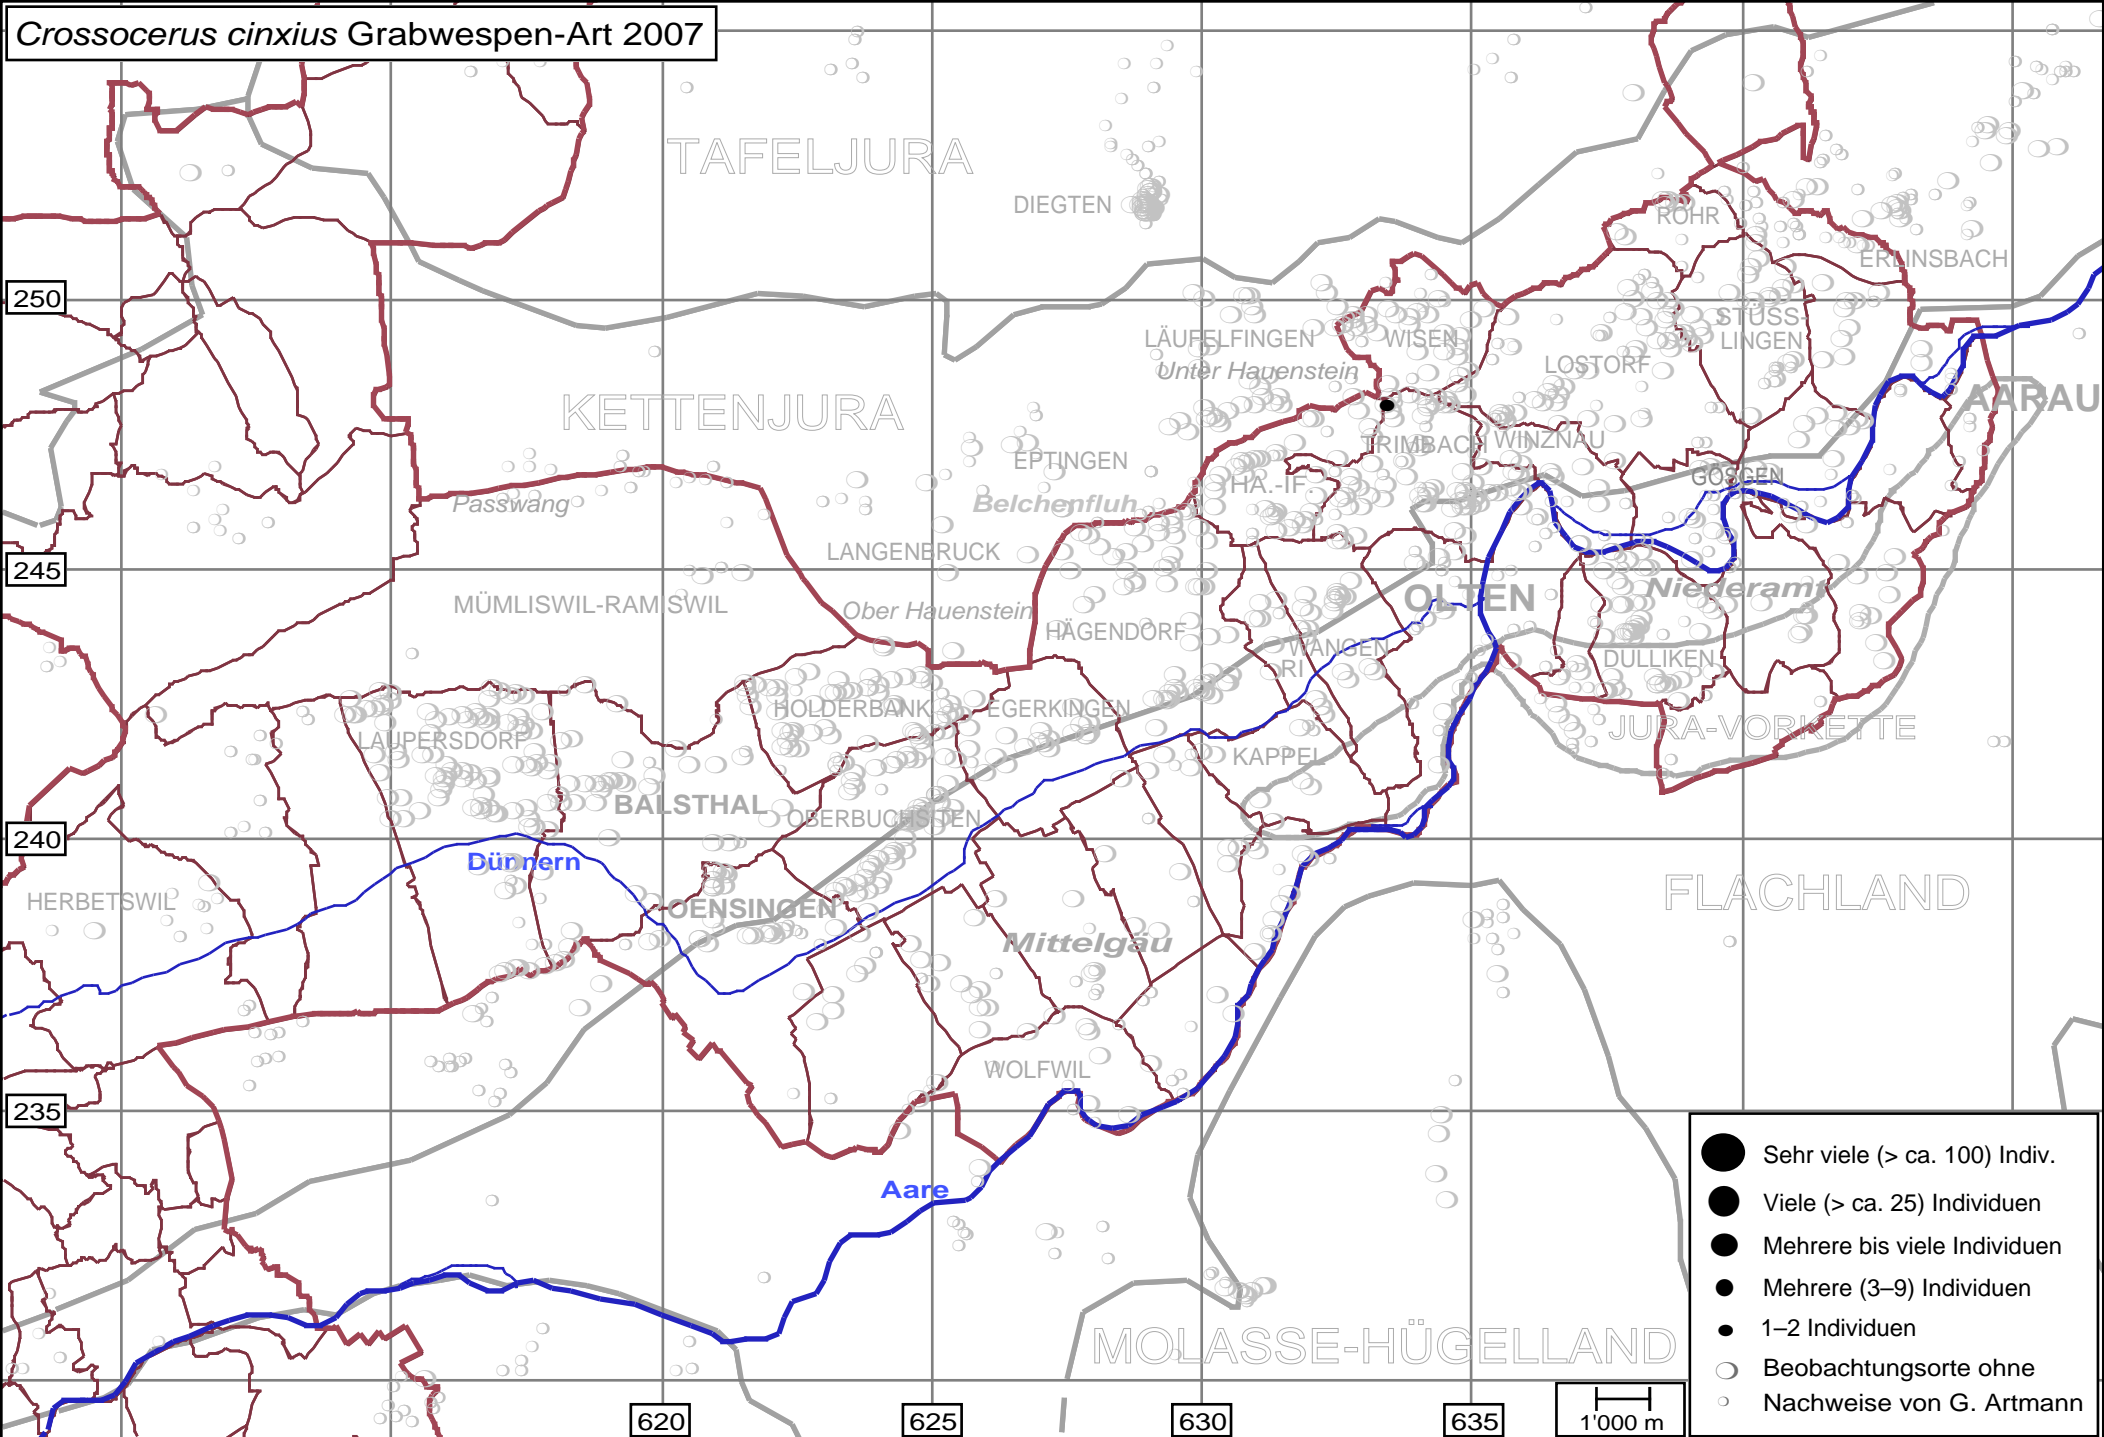 Crossocerus cinxius Grabwespen-Art 2007
TAFELJURA
DIEGTEN
ROHR
ERLINSBACH
250
LÄUFELFINGEN
WISEN
STÜSS-
LINGEN
Unter Hauenstein
LOSTORF
KETTENJURA
AARAU
TRIMBACH
WINZNAU
EPTINGEN
HA.-IF.
GÖSGEN
Passwang
Belchenfluh
LANGENBRUCK
245
MÜMLISWIL-RAMISWIL
Ober Hauenstein
OLTEN
Niederamt
HÄGENDORF
WANGEN
RI
DULLIKEN
HOLDERBANK
EGERKINGEN
LAUPERSDORF
JURA-VORKETTE
KAPPEL
BALSTHAL
OBERBUCHSITEN
240
Dünnern
HERBETSWIL
OENSINGEN
FLACHLAND
Mittelgäu
WOLFWIL
235
Aare
MOLASSE-HÜGELLAND
Sehr viele (> ca. 100) Indiv.
Viele (> ca. 25) Individuen
Mehrere bis viele Individuen
Mehrere (3–9) Individuen
1–2 Individuen
Beobachtungsorte ohne
Nachweise von G. Artmann
620
625
630
635
1'000 m